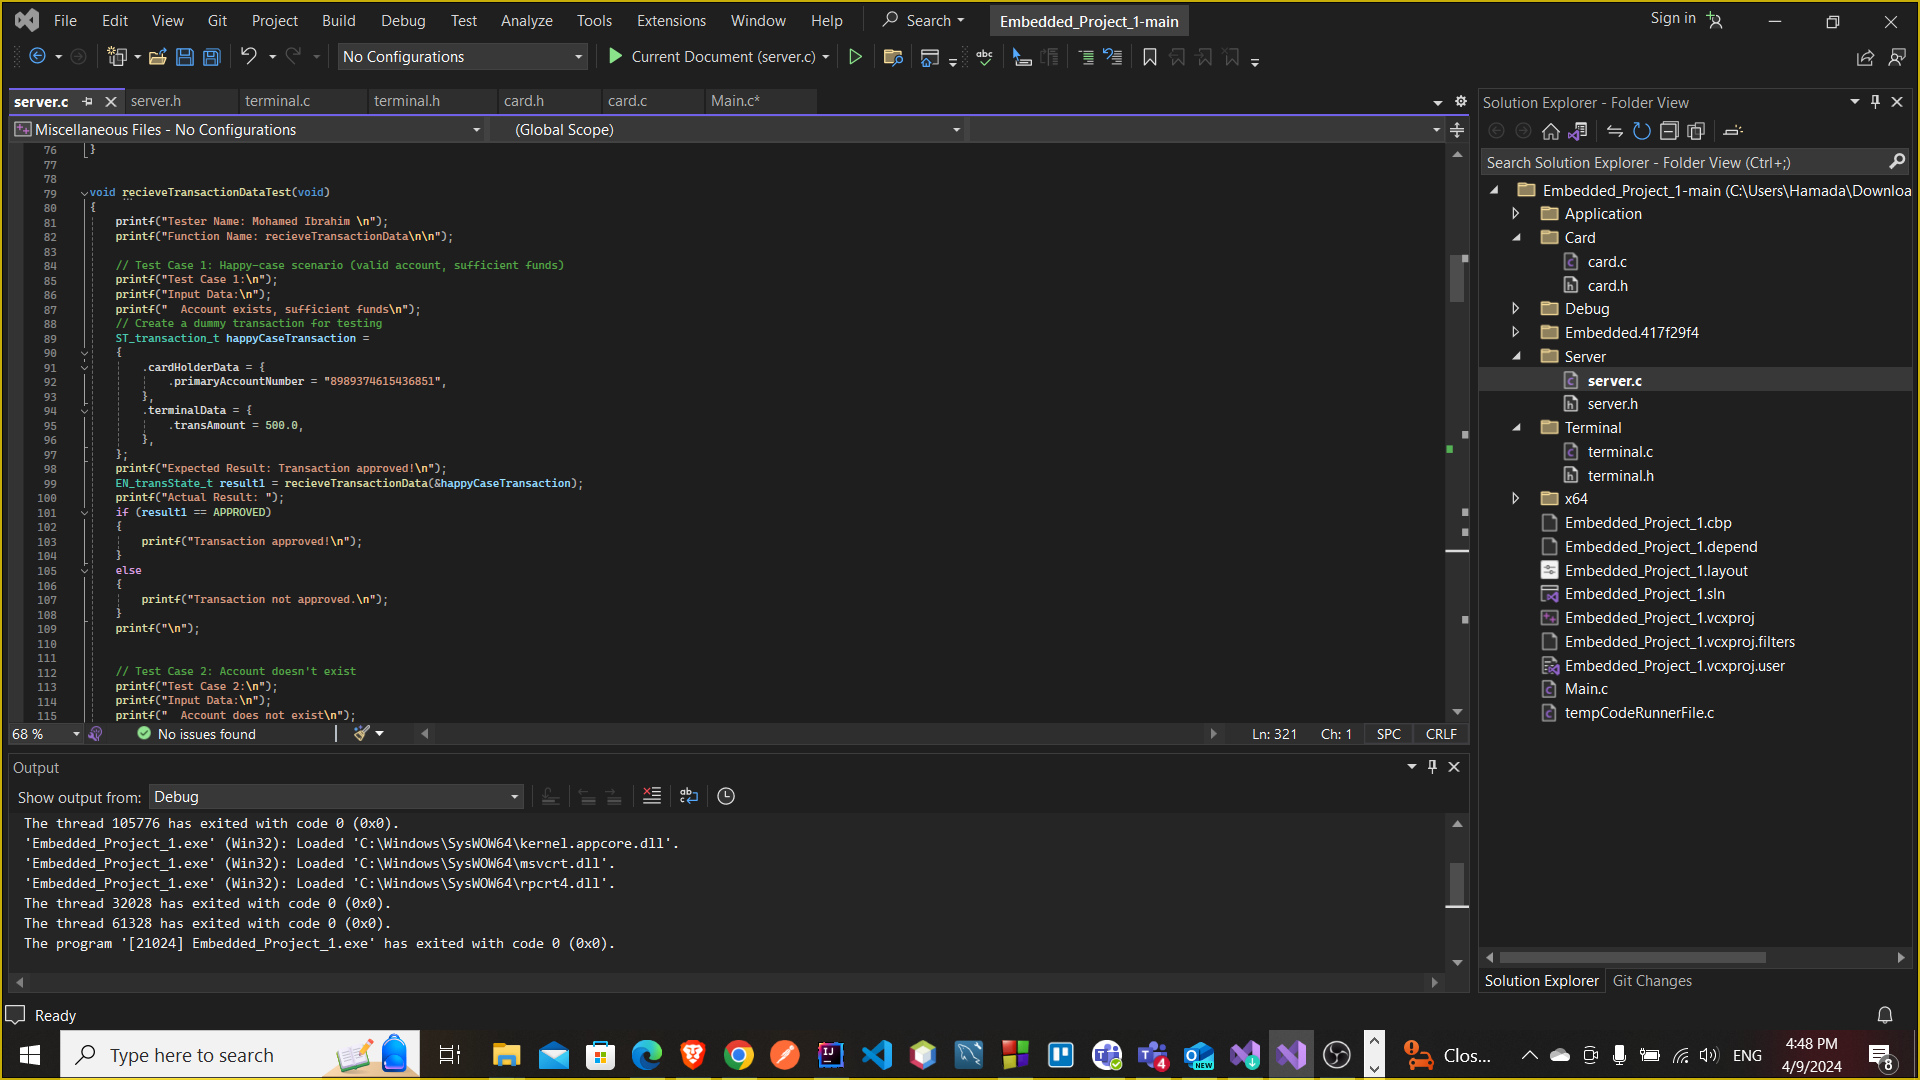 File Edit View Git Project Build Debug Test Analyze Tools Extensions Window Help Search Embedded_Project_1-main Sign in
No Configurations Current Document (server.c)
server.c server.h terminal.c terminal.h card.h card.c Main.c*
Miscellaneous Files - No Configurations (Global Scope)
76 }
77
78
79 void recieveTransactionDataTest(void)
80 {
81 printf("Tester Name: Mohamed Ibrahim \n");
82 printf("Function Name: recieveTransactionData\n\n");
83
84 // Test Case 1: Happy-case scenario (valid account, sufficient funds)
85 printf("Test Case 1:\n");
86 printf("Input Data:\n");
87 printf("  Account exists, sufficient funds\n");
88 // Create a dummy transaction for testing
89 ST_transaction_t happyCaseTransaction =
90 {
91 .cardHolderData = {
92 .primaryAccountNumber = "8989374615436851",
93 },
94 .terminalData = {
95 .transAmount = 500.0,
96 },
97 };
98 printf("Expected Result: Transaction approved!\n");
99 EN_transState_t result1 = recieveTransactionData(&happyCaseTransaction);
100 printf("Actual Result: ");
101 if (result1 == APPROVED)
102 {
103 printf("Transaction approved!\n");
104 }
105 else
106 {
107 printf("Transaction not approved.\n");
108 }
109 printf("\n");
110
111
112 // Test Case 2: Account doesn't exist
113 printf("Test Case 2:\n");
114 printf("Input Data:\n");
115 printf("  Account does not exist\n");
68 % No issues found Ln: 321 Ch: 1 SPC CRLF
Output
Show output from: Debug
The thread 105776 has exited with code 0 (0x0).
'Embedded_Project_1.exe' (Win32): Loaded 'C:\Windows\SysWOW64\kernel.appcore.dll'.
'Embedded_Project_1.exe' (Win32): Loaded 'C:\Windows\SysWOW64\msvcrt.dll'.
'Embedded_Project_1.exe' (Win32): Loaded 'C:\Windows\SysWOW64\rpcrt4.dll'.
The thread 32028 has exited with code 0 (0x0).
The thread 61328 has exited with code 0 (0x0).
The program '[21024] Embedded_Project_1.exe' has exited with code 0 (0x0).
Solution Explorer - Folder View
Search Solution Explorer - Folder View (Ctrl+;)
Embedded_Project_1-main (C:\Users\Hamada\Downloa
Application
Card
card.c
card.h
Debug
Embedded.417f29f4
Server
server.c
server.h
Terminal
terminal.c
terminal.h
x64
Embedded_Project_1.cbp
Embedded_Project_1.depend
Embedded_Project_1.layout
Embedded_Project_1.sln
Embedded_Project_1.vcxproj
Embedded_Project_1.vcxproj.filters
Embedded_Project_1.vcxproj.user
Main.c
tempCodeRunnerFile.c
Solution Explorer Git Changes
Ready
Type here to search Clos... ENG 4:48 PM
4/9/2024 8